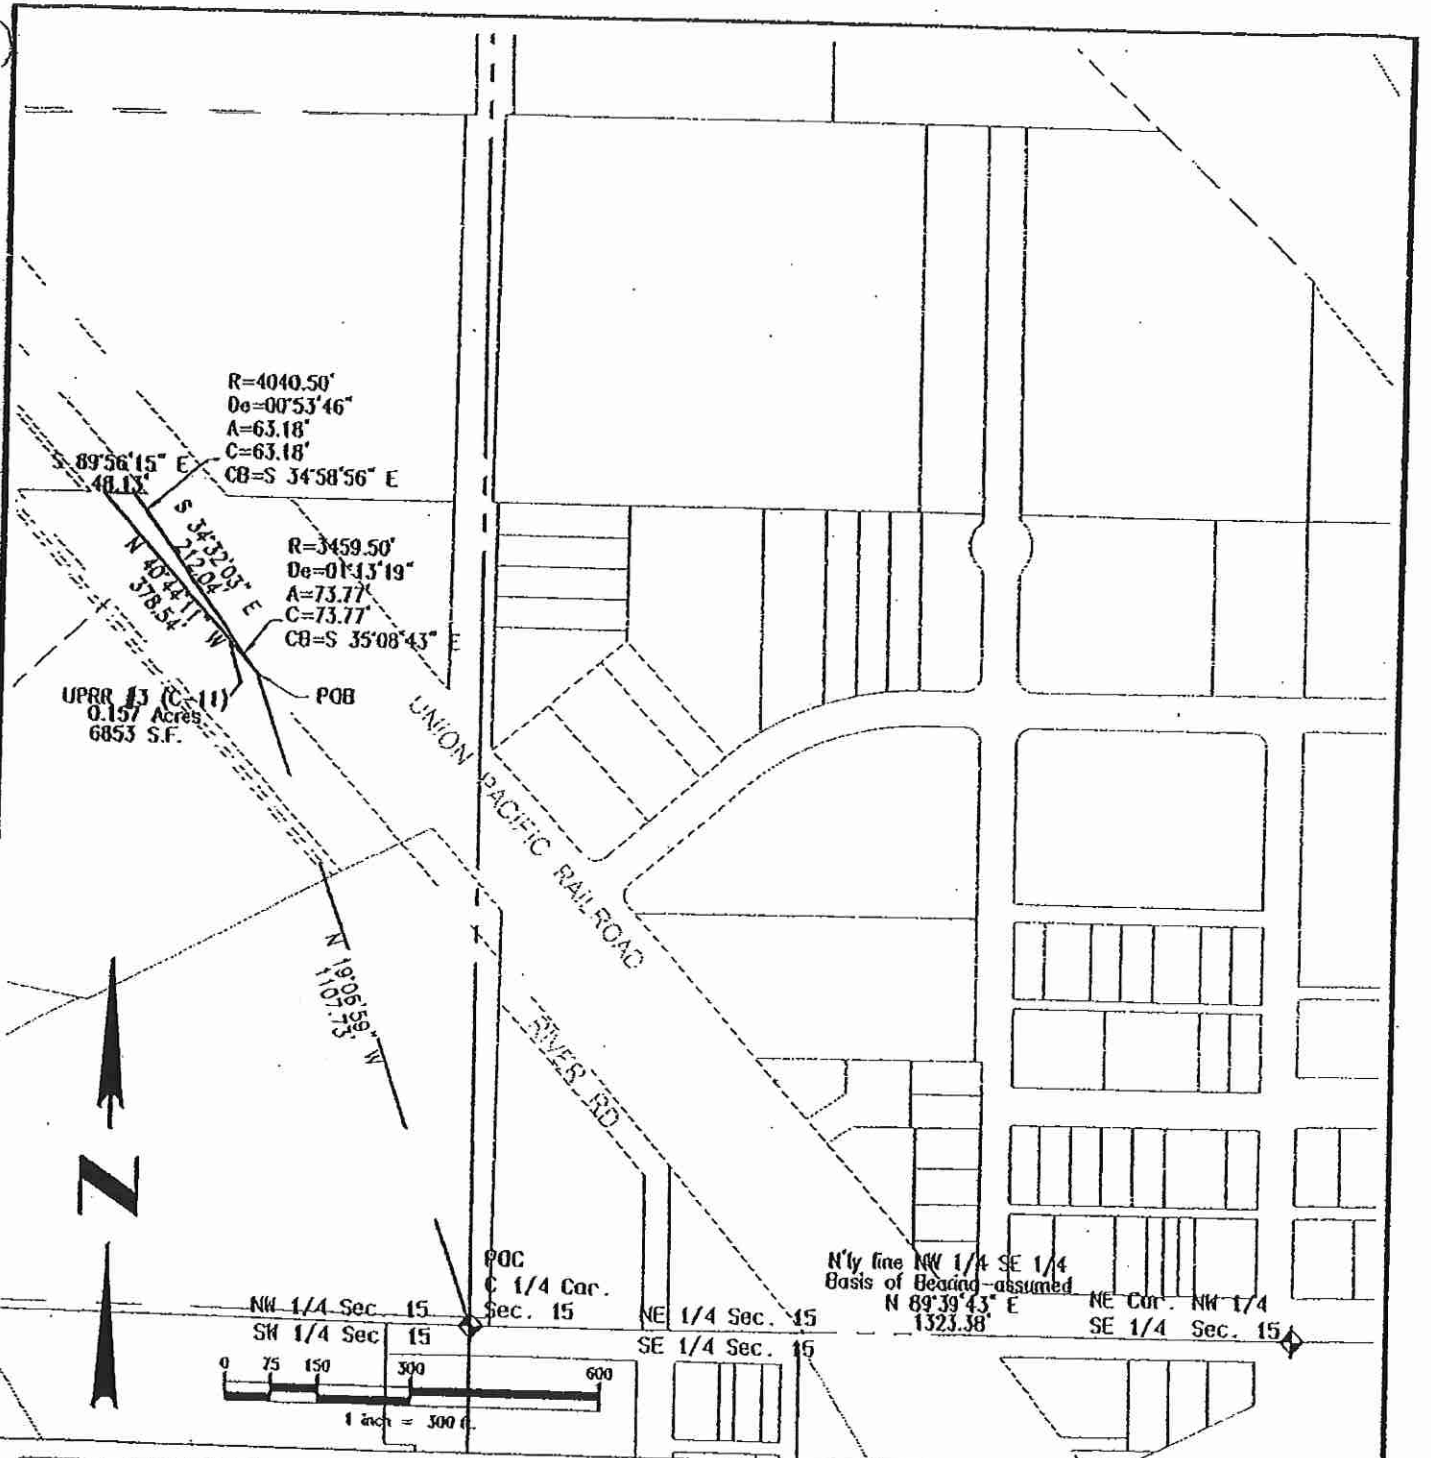 R=4040.50'
De=00°53'46"
A=63.18'
C=63.18'
CB=S 34°58'56" E
S 89°56'15" E
48.13'
S 34°32'03" E
212.04'
N 40°44'11" W
378.54'
R=3459.50'
De=01°13'19"
A=73.77'
C=73.77'
CB=S 35°08'43" E
POB
UPRR #3 (C-11)
0.157 Acres
6853 S.F.
UNION PACIFIC RAILROAD
N 19°06'59" W
1107.73'
RIVER RD
Z
POC
C 1/4 Cor.
Sec. 15
NW 1/4 Sec. 15
SW 1/4 Sec 15
NE 1/4 Sec. 15
SE 1/4 Sec. 15
N'ly line NW 1/4 SE 1/4
Basis of Bearing-assumed
N 89°39'43" E
1323.38'
NE Cor. NW 1/4
SE 1/4 Sec. 15
0 75 150 300 600
1 inch = 300 ft.